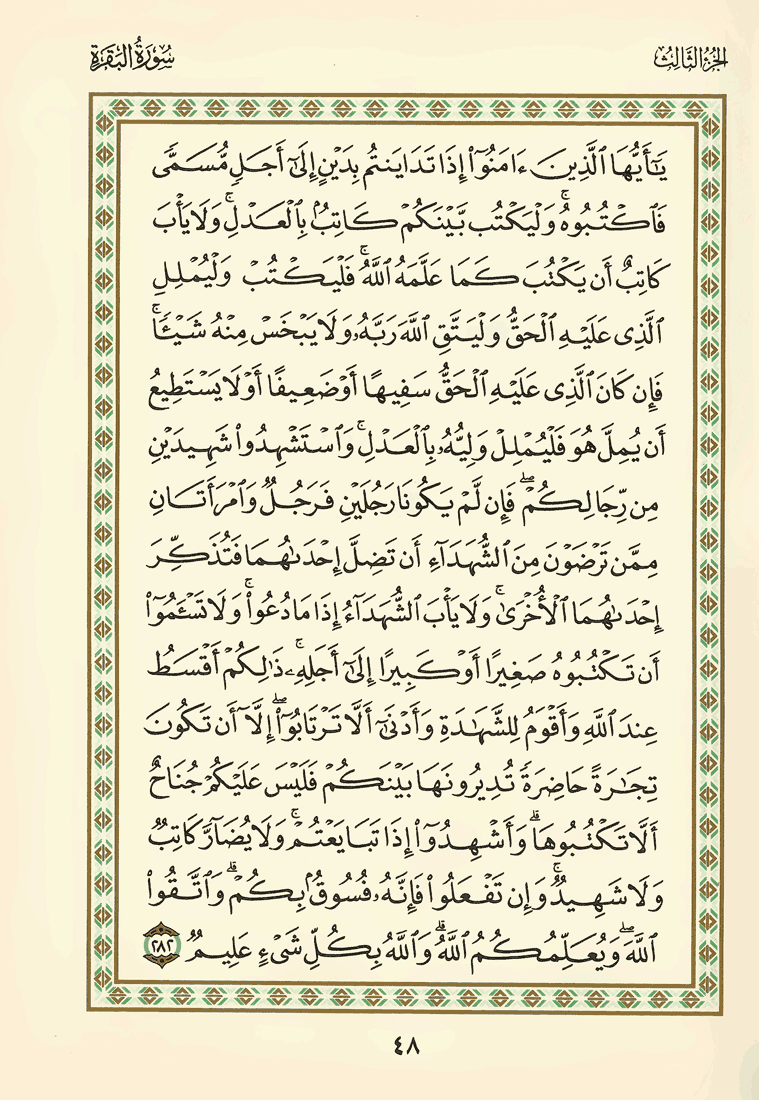 الجزء الثالث
سورة البقرة
يَٰٓأَيُّهَا ٱلَّذِينَ ءَامَنُوٓا۟ إِذَا تَدَايَنتُم بِدَيْنٍ إِلَىٰٓ أَجَلٍ مُّسَمًّى
فَٱكْتُبُوهُ ۚ وَلْيَكْتُب بَّيْنَكُمْ كَاتِبٌۢ بِٱلْعَدْلِ ۚ وَلَا يَأْبَ
كَاتِبٌ أَن يَكْتُبَ كَمَا عَلَّمَهُ ٱللَّهُ ۚ فَلْيَكْتُبْ وَلْيُمْلِلِ
ٱلَّذِى عَلَيْهِ ٱلْحَقُّ وَلْيَتَّقِ ٱللَّهَ رَبَّهُۥ وَلَا يَبْخَسْ مِنْهُ شَيْـًٔا ۚ
فَإِن كَانَ ٱلَّذِى عَلَيْهِ ٱلْحَقُّ سَفِيهًا أَوْ ضَعِيفًا أَوْ لَا يَسْتَطِيعُ
أَن يُمِلَّ هُوَ فَلْيُمْلِلْ وَلِيُّهُۥ بِٱلْعَدْلِ ۚ وَٱسْتَشْهِدُوا۟ شَهِيدَيْنِ
مِن رِّجَالِكُمْ ۖ فَإِن لَّمْ يَكُونَا رَجُلَيْنِ فَرَجُلٌ وَٱمْرَأَتَانِ
مِمَّن تَرْضَوْنَ مِنَ ٱلشُّهَدَآءِ أَن تَضِلَّ إِحْدَىٰهُمَا فَتُذَكِّرَ
إِحْدَىٰهُمَا ٱلْأُخْرَىٰ ۚ وَلَا يَأْبَ ٱلشُّهَدَآءُ إِذَا مَا دُعُوا۟ ۚ وَلَا تَسْـَٔمُوٓا۟
أَن تَكْتُبُوهُ صَغِيرًا أَوْ كَبِيرًا إِلَىٰٓ أَجَلِهِۦ ۚ ذَٰلِكُمْ أَقْسَطُ
عِندَ ٱللَّهِ وَأَقْوَمُ لِلشَّهَٰدَةِ وَأَدْنَىٰٓ أَلَّا تَرْتَابُوٓا۟ ۖ إِلَّآ أَن تَكُونَ
تِجَٰرَةً حَاضِرَةً تُدِيرُونَهَا بَيْنَكُمْ فَلَيْسَ عَلَيْكُمْ جُنَاحٌ
أَلَّا تَكْتُبُوهَا ۗ وَأَشْهِدُوٓا۟ إِذَا تَبَايَعْتُمْ ۚ وَلَا يُضَآرَّ كَاتِبٌ
وَلَا شَهِيدٌ ۚ وَإِن تَفْعَلُوا۟ فَإِنَّهُۥ فُسُوقٌۢ بِكُمْ ۗ وَٱتَّقُوا۟
ٱللَّهَ ۖ وَيُعَلِّمُكُمُ ٱللَّهُ ۗ وَٱللَّهُ بِكُلِّ شَىْءٍ عَلِيمٌ ٢٨٢
٤٨